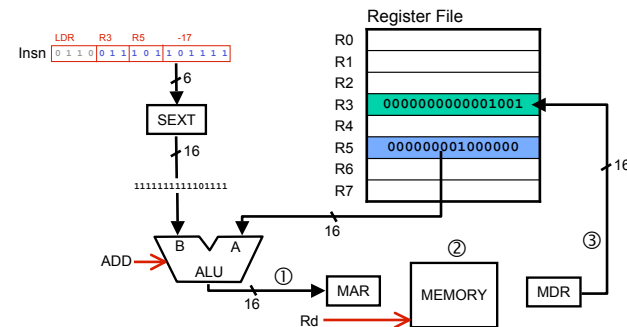 Register File
LDR R3 R5 -17
Insn 0 1 1 0 0 1 1 1 0 1 1 0 1 1 1 1
R0
R1
R2
R3 0000000000001001
R4
R5 000000001000000
R6
R7
6
SEXT
16
16
1111111111101111
16
B A
ADD
ALU
① ② ③
16
MAR
MEMORY
MDR
Rd